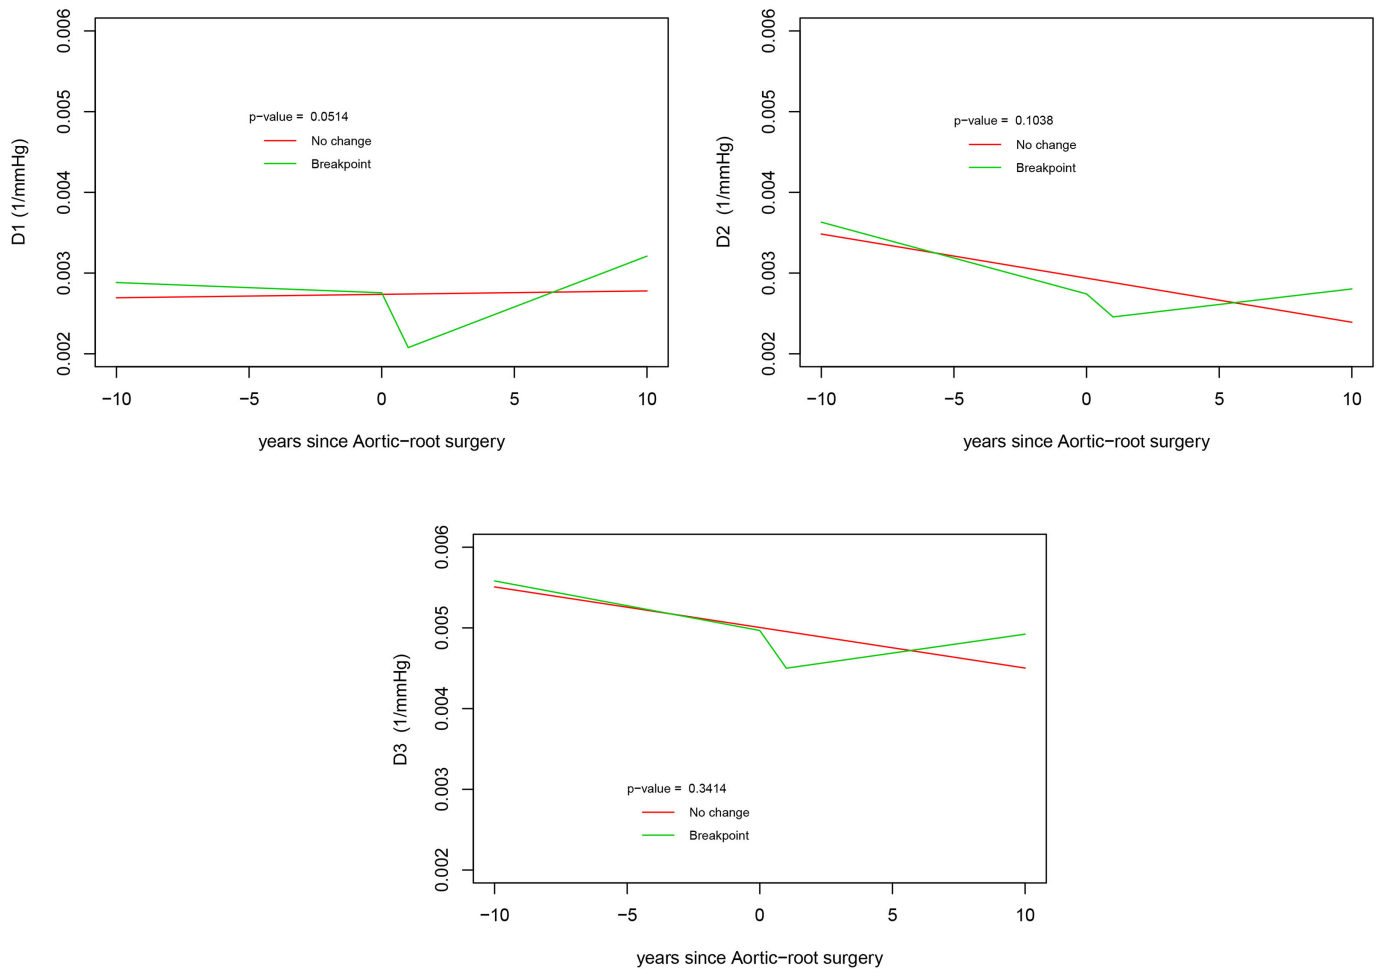 D1 (1/mmHg)
0.006
0.005
0.004
0.003
0.002
p−value = 0.0514
No change
Breakpoint
−10 −5 0 5 10
years since Aortic−root surgery
D2 (1/mmHg)
0.006
0.005
0.004
0.003
0.002
p−value = 0.1038
No change
Breakpoint
−10 −5 0 5 10
years since Aortic−root surgery
D3 (1/mmHg)
0.006
0.005
0.004
0.003
0.002
p−value = 0.3414
No change
Breakpoint
−10 −5 0 5 10
years since Aortic−root surgery